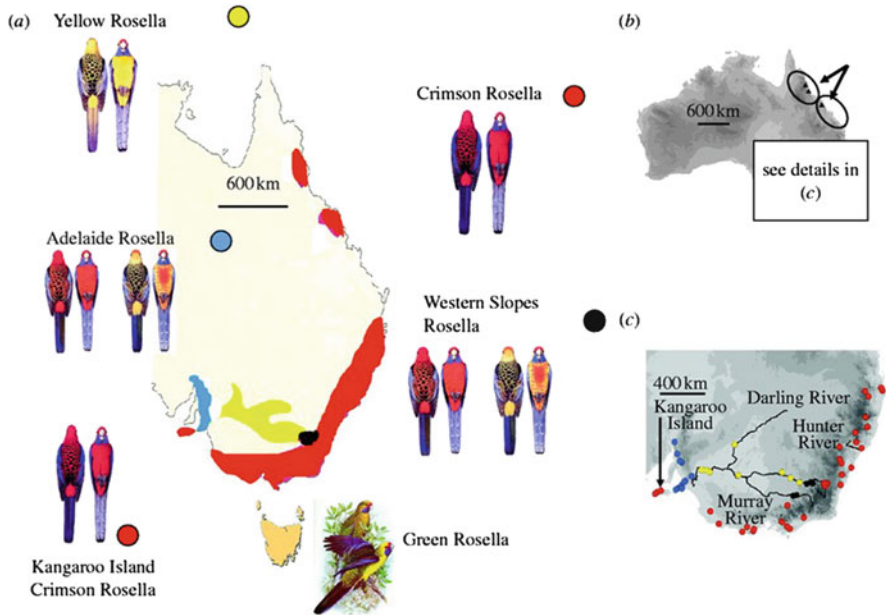 (a)
Yellow Rosella
Crimson Rosella
600 km
Adelaide Rosella
Western Slopes
Rosella
Kangaroo Island
Crimson Rosella
Green Rosella
(b)
600 km
see details in
(c)
(c)
400 km
Kangaroo
Island
Darling River
Hunter
River
Murray
River